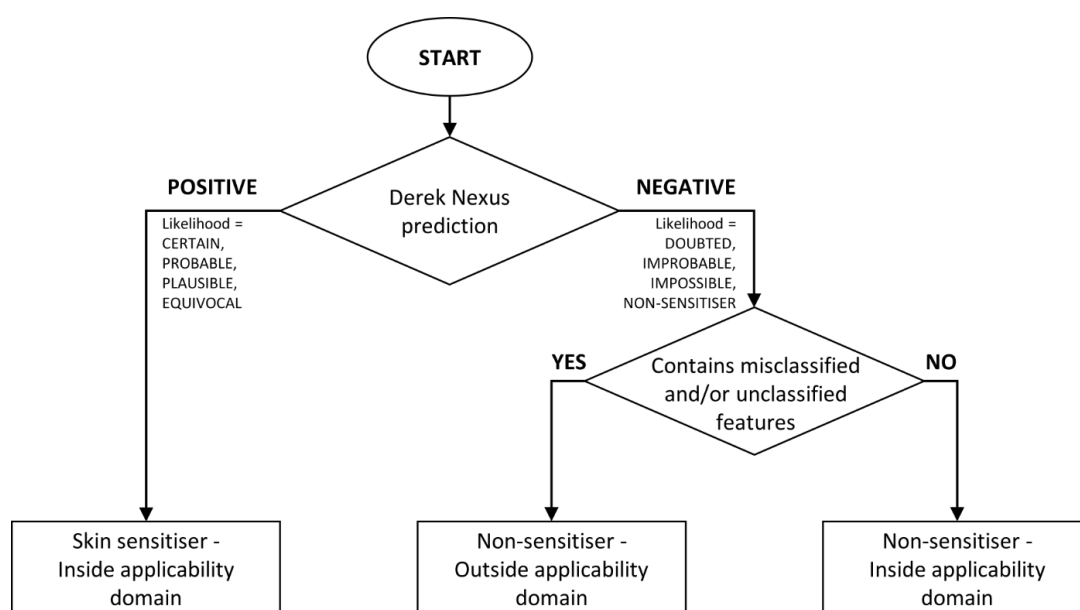 START
Derek Nexus
prediction
POSITIVE
Likelihood =
CERTAIN,
PROBABLE,
PLAUSIBLE,
EQUIVOCAL
NEGATIVE
Likelihood =
DOUBTED,
IMPROBABLE,
IMPOSSIBLE,
NON-SENSITISER
YES
Contains misclassified
and/or unclassified
features
NO
Skin sensitiser -
Inside applicability
domain
Non-sensitiser -
Outside applicability
domain
Non-sensitiser -
Inside applicability
domain